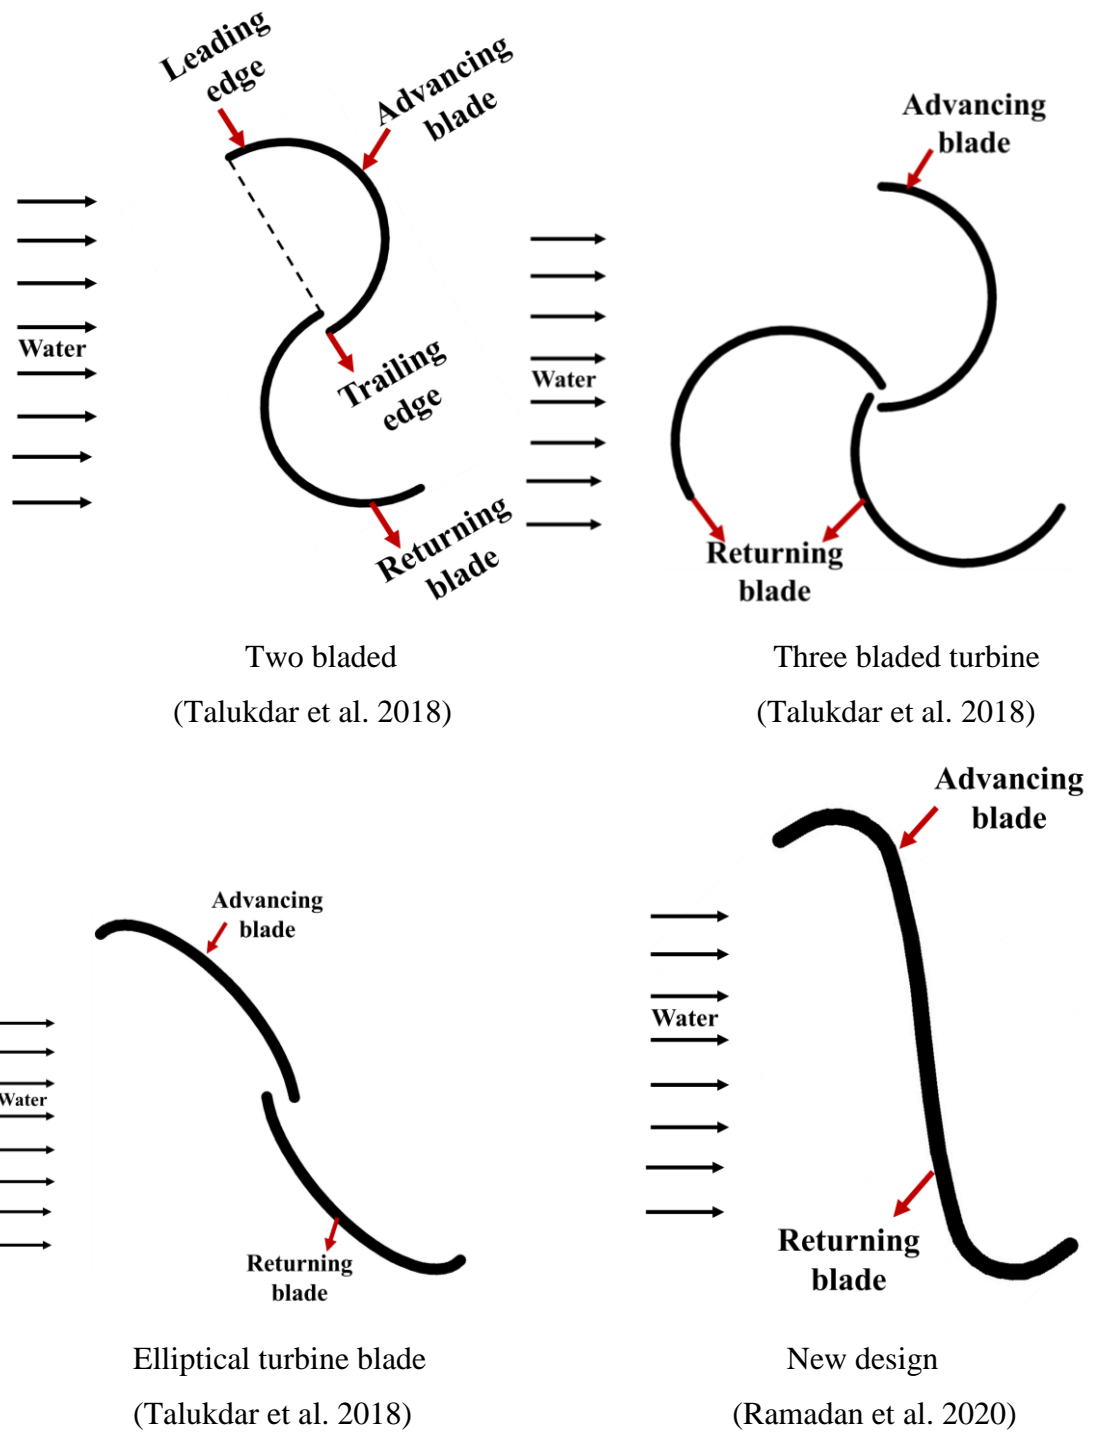 Leading
edge
Advancing
blade
Water
Trailing
edge
Returning
blade
Two bladed
(Talukdar et al. 2018)
Advancing
blade
Water
Returning
blade
Three bladed turbine
(Talukdar et al. 2018)
Advancing
blade
Water
Returning
blade
Elliptical turbine blade
(Talukdar et al. 2018)
Advancing
blade
Water
Returning
blade
New design
(Ramadan et al. 2020)